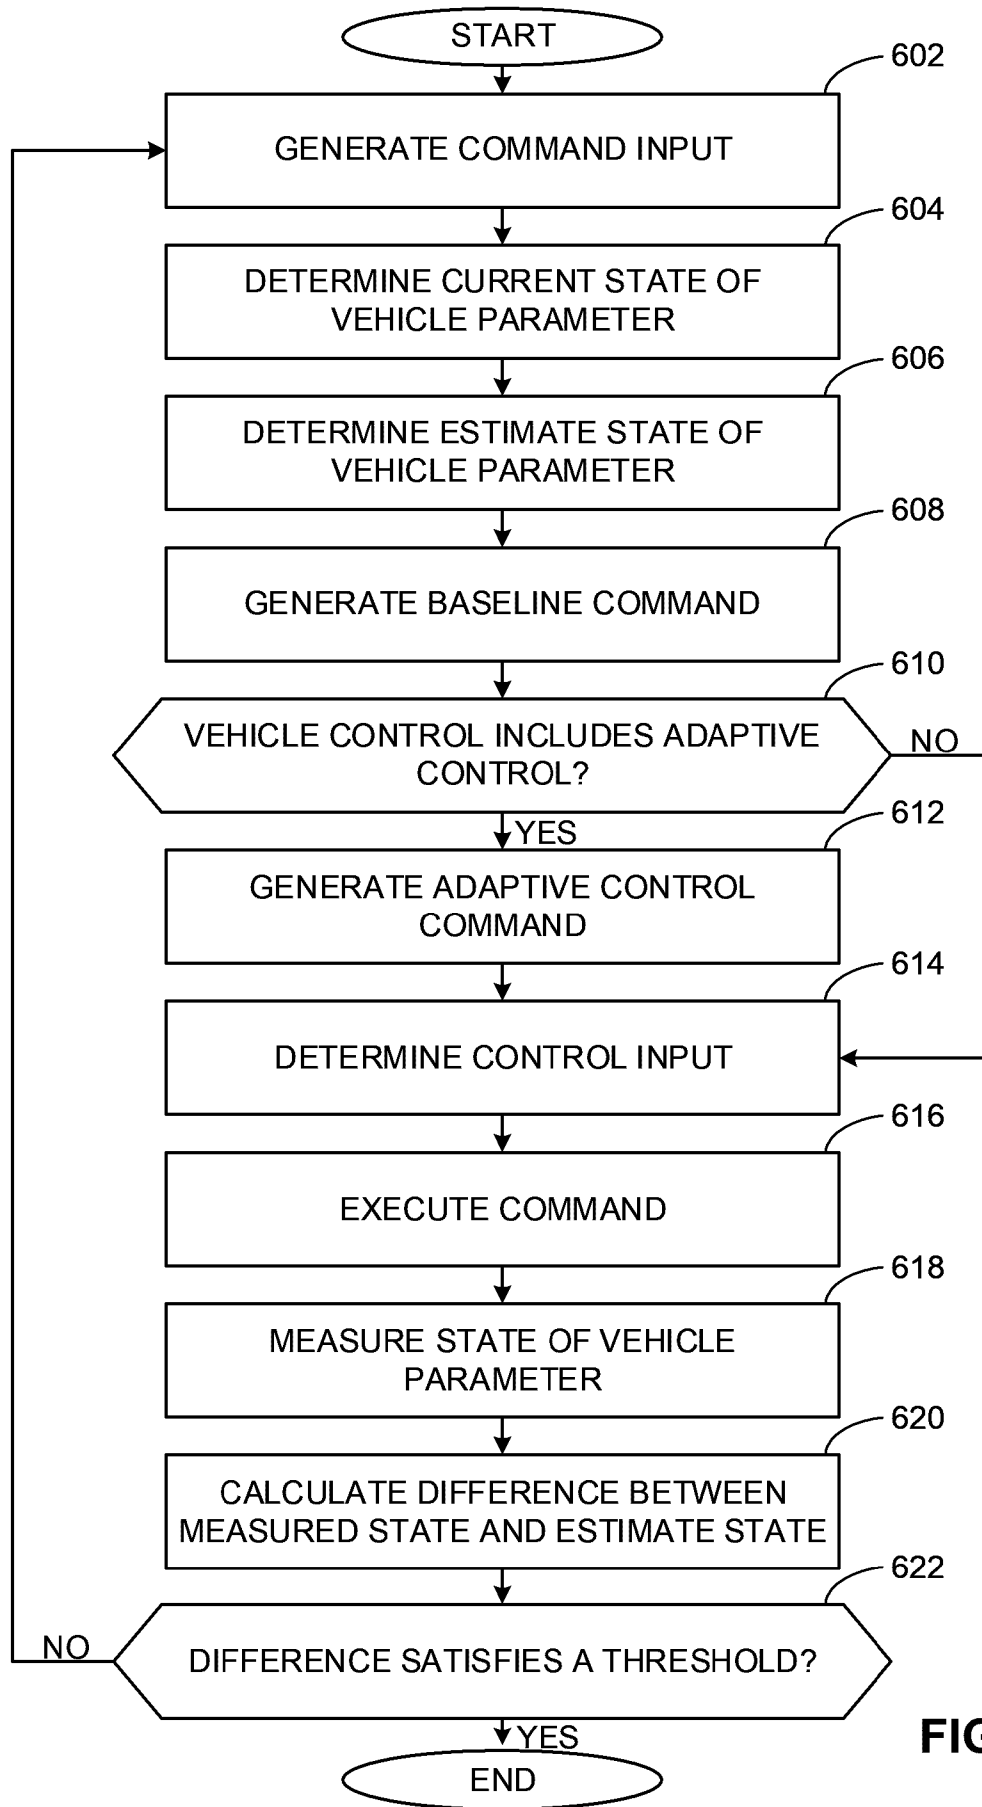 START
602
GENERATE COMMAND INPUT
604
DETERMINE CURRENT STATE OF
VEHICLE PARAMETER
606
DETERMINE ESTIMATE STATE OF
VEHICLE PARAMETER
608
GENERATE BASELINE COMMAND
610
VEHICLE CONTROL INCLUDES ADAPTIVE
CONTROL?
NO
YES
612
GENERATE ADAPTIVE CONTROL
COMMAND
614
DETERMINE CONTROL INPUT
616
EXECUTE COMMAND
618
MEASURE STATE OF VEHICLE
PARAMETER
620
CALCULATE DIFFERENCE BETWEEN
MEASURED STATE AND ESTIMATE STATE
622
NO
DIFFERENCE SATISFIES A THRESHOLD?
YES
END